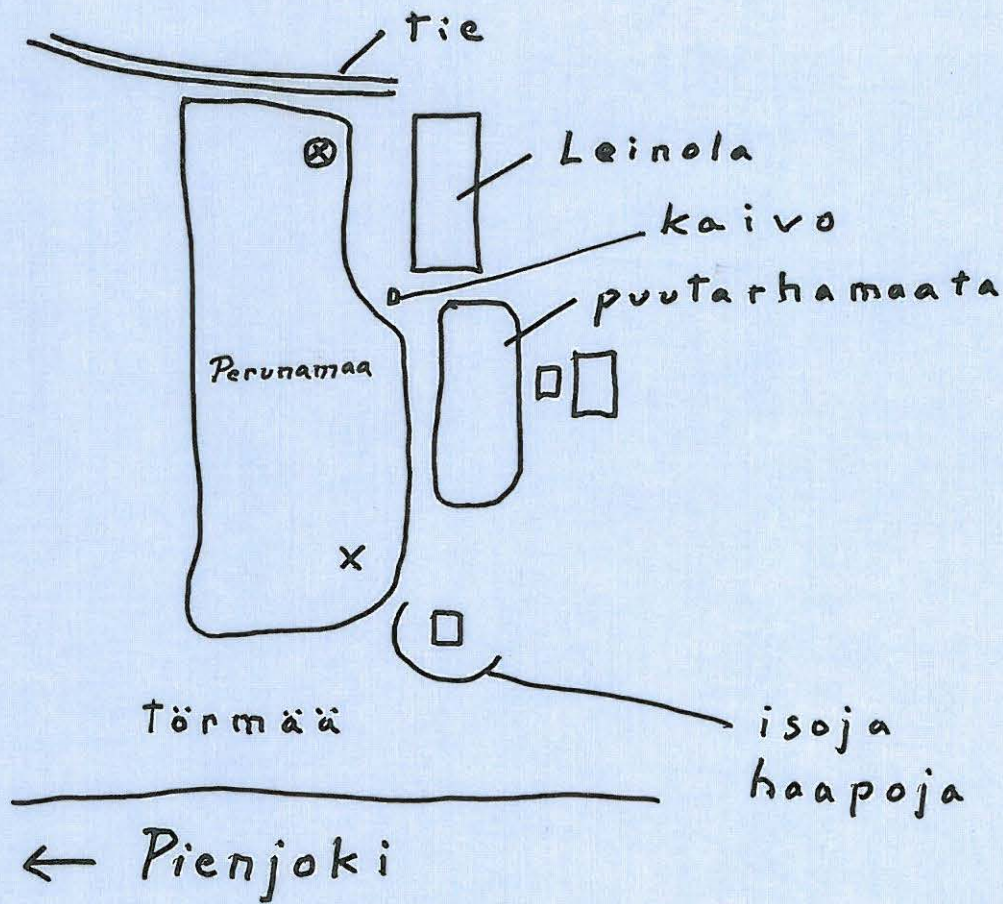 tie
Leinola
kaivo
puutarhamaata
Perunamaa
x
x
törmää
isoja
haapoja
← Pienjoki